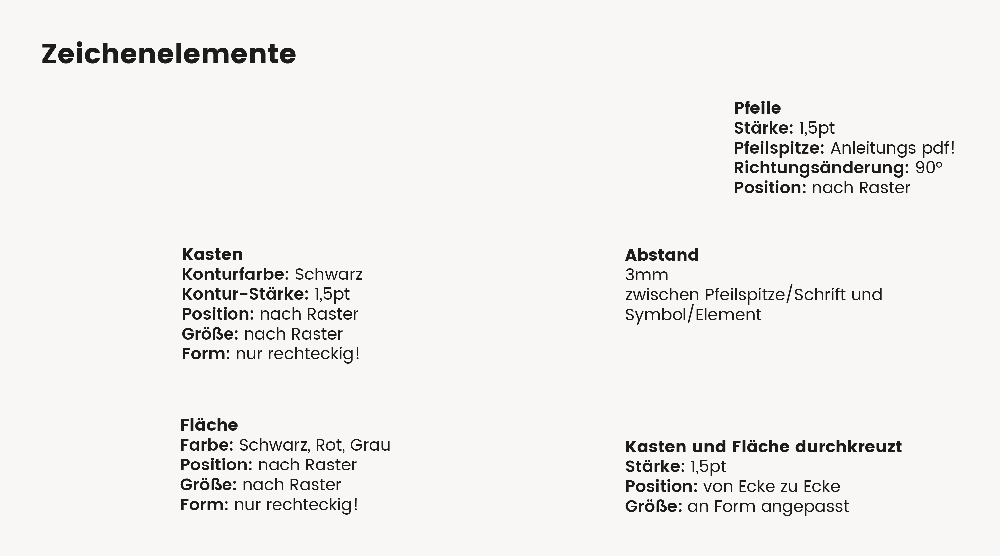 Zeichenelemente
Pfeile
Stärke: 1,5pt
Pfeilspitze: Anleitungs pdf!
Richtungsänderung: 90°
Position: nach Raster
Kasten
Konturfarbe: Schwarz
Kontur-Stärke: 1,5pt
Position: nach Raster
Größe: nach Raster
Form: nur rechteckig!
Abstand
3mm
zwischen Pfeilspitze/Schrift und
Symbol/Element
Fläche
Farbe: Schwarz, Rot, Grau
Position: nach Raster
Größe: nach Raster
Form: nur rechteckig!
Kasten und Fläche durchkreuzt
Stärke: 1,5pt
Position: von Ecke zu Ecke
Größe: an Form angepasst